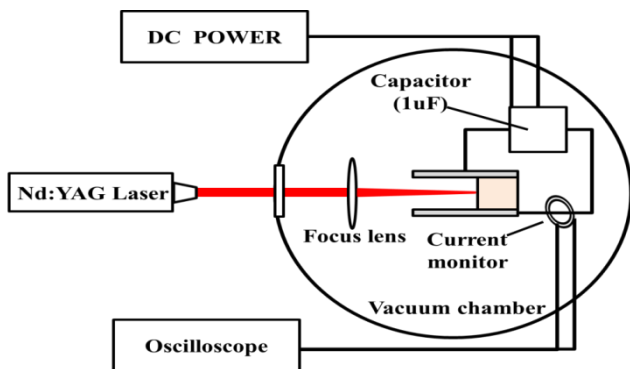 DC POWER
Capacitor
(1uF)
Nd:YAG Laser
Focus lens
Current
monitor
Vacuum chamber
Oscilloscope